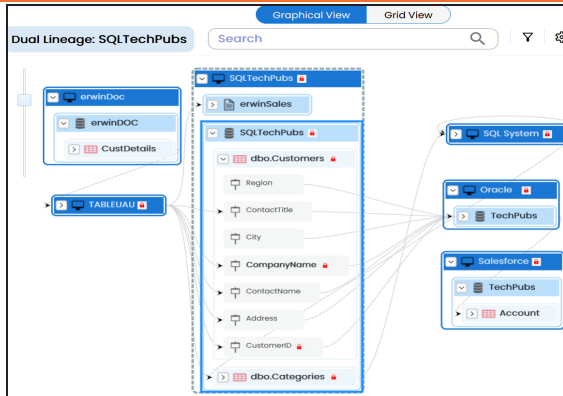 Graphical View
Grid View
Dual Lineage: SQLTechPubs
Search
SQLTechPubs
erwinDoc
erwinSales
erwinDOC
SQLTechPubs
SQL System
CustDetails
dbo.Customers
Region
Oracle
TABLEUAU
ContactTitle
TechPubs
City
CompanyName
Salesforce
ContactName
TechPubs
Address
Account
CustomerID
dbo.Categories